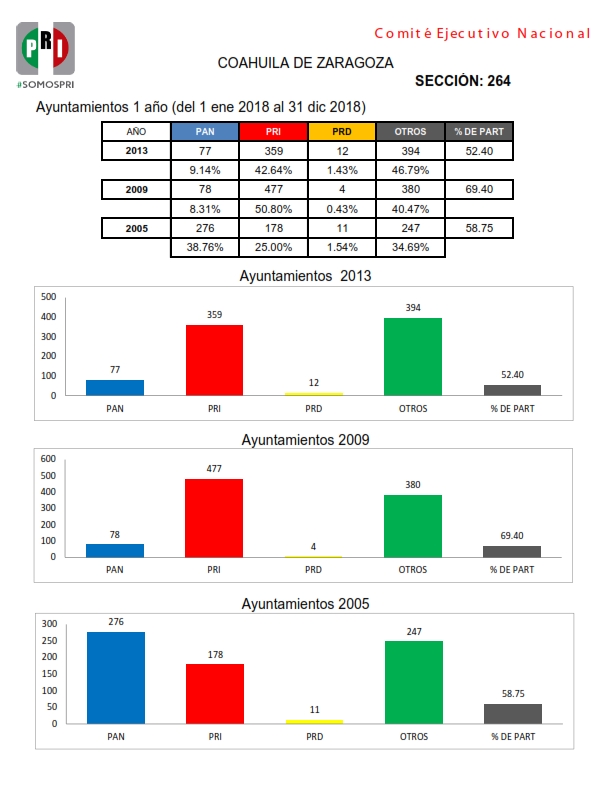 Comité Ejecutivo Nacional
PRI
#SOMOSPRI
COAHUILA DE ZARAGOZA
SECCIÓN: 264
Ayuntamientos 1 año (del 1 ene 2018 al 31 dic 2018)
AÑO PAN PRI PRD OTROS % DE PART
2013 77 359 12 394 52.40
9.14% 42.64% 1.43% 46.79%
2009 78 477 4 380 69.40
8.31% 50.80% 0.43% 40.47%
2005 276 178 11 247 58.75
38.76% 25.00% 1.54% 34.69%
Ayuntamientos 2013
500
400
300
200
100
0
77 359 12 394 52.40
PAN PRI PRD OTROS % DE PART
Ayuntamientos 2009
600
500
400
300
200
100
0
78 477 4 380 69.40
PAN PRI PRD OTROS % DE PART
Ayuntamientos 2005
300
250
200
150
100
50
0
276 178 11 247 58.75
PAN PRI PRD OTROS % DE PART